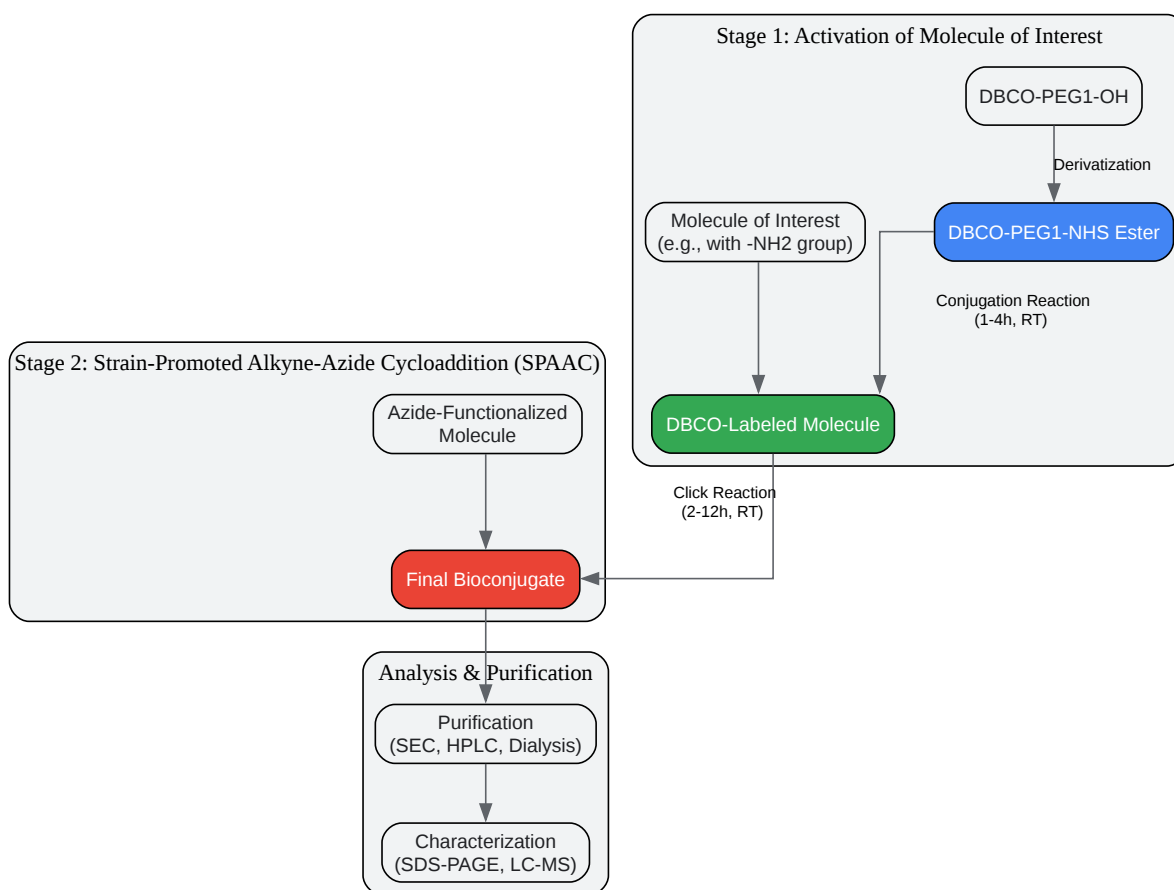 Stage 1: Activation of Molecule of Interest
DBCO-PEG1-OH
Derivatization
Molecule of Interest
(e.g., with -NH2 group)
DBCO-PEG1-NHS Ester
Conjugation Reaction
(1-4h, RT)
DBCO-Labeled Molecule
Stage 2: Strain-Promoted Alkyne-Azide Cycloaddition (SPAAC)
Azide-Functionalized
Molecule
Click Reaction
(2-12h, RT)
Final Bioconjugate
Analysis & Purification
Purification
(SEC, HPLC, Dialysis)
Characterization
(SDS-PAGE, LC-MS)